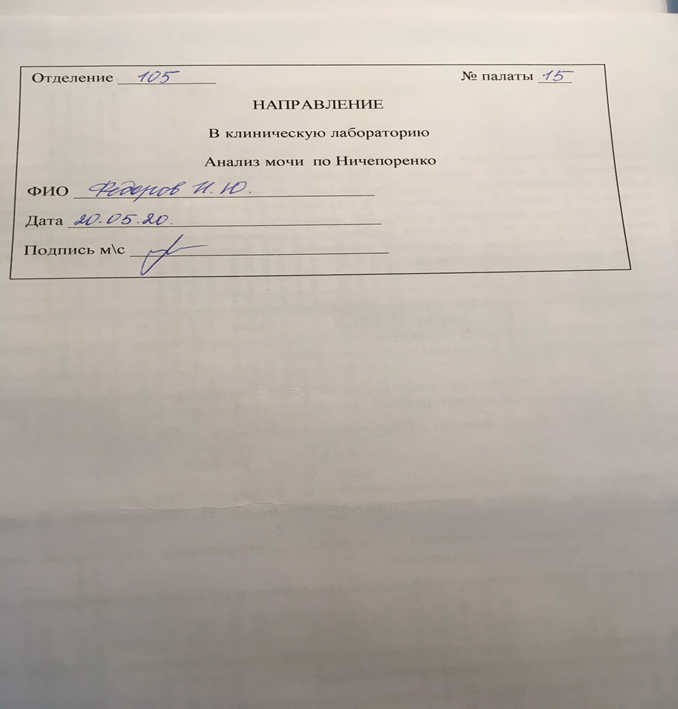 Отделение 105 № палаты 15
НАПРАВЛЕНИЕ
В клиническую лабораторию
Анализ мочи по Ничепоренко
ФИО Федоров И. Ю.
Дата 20.05.20.
Подпись м\с